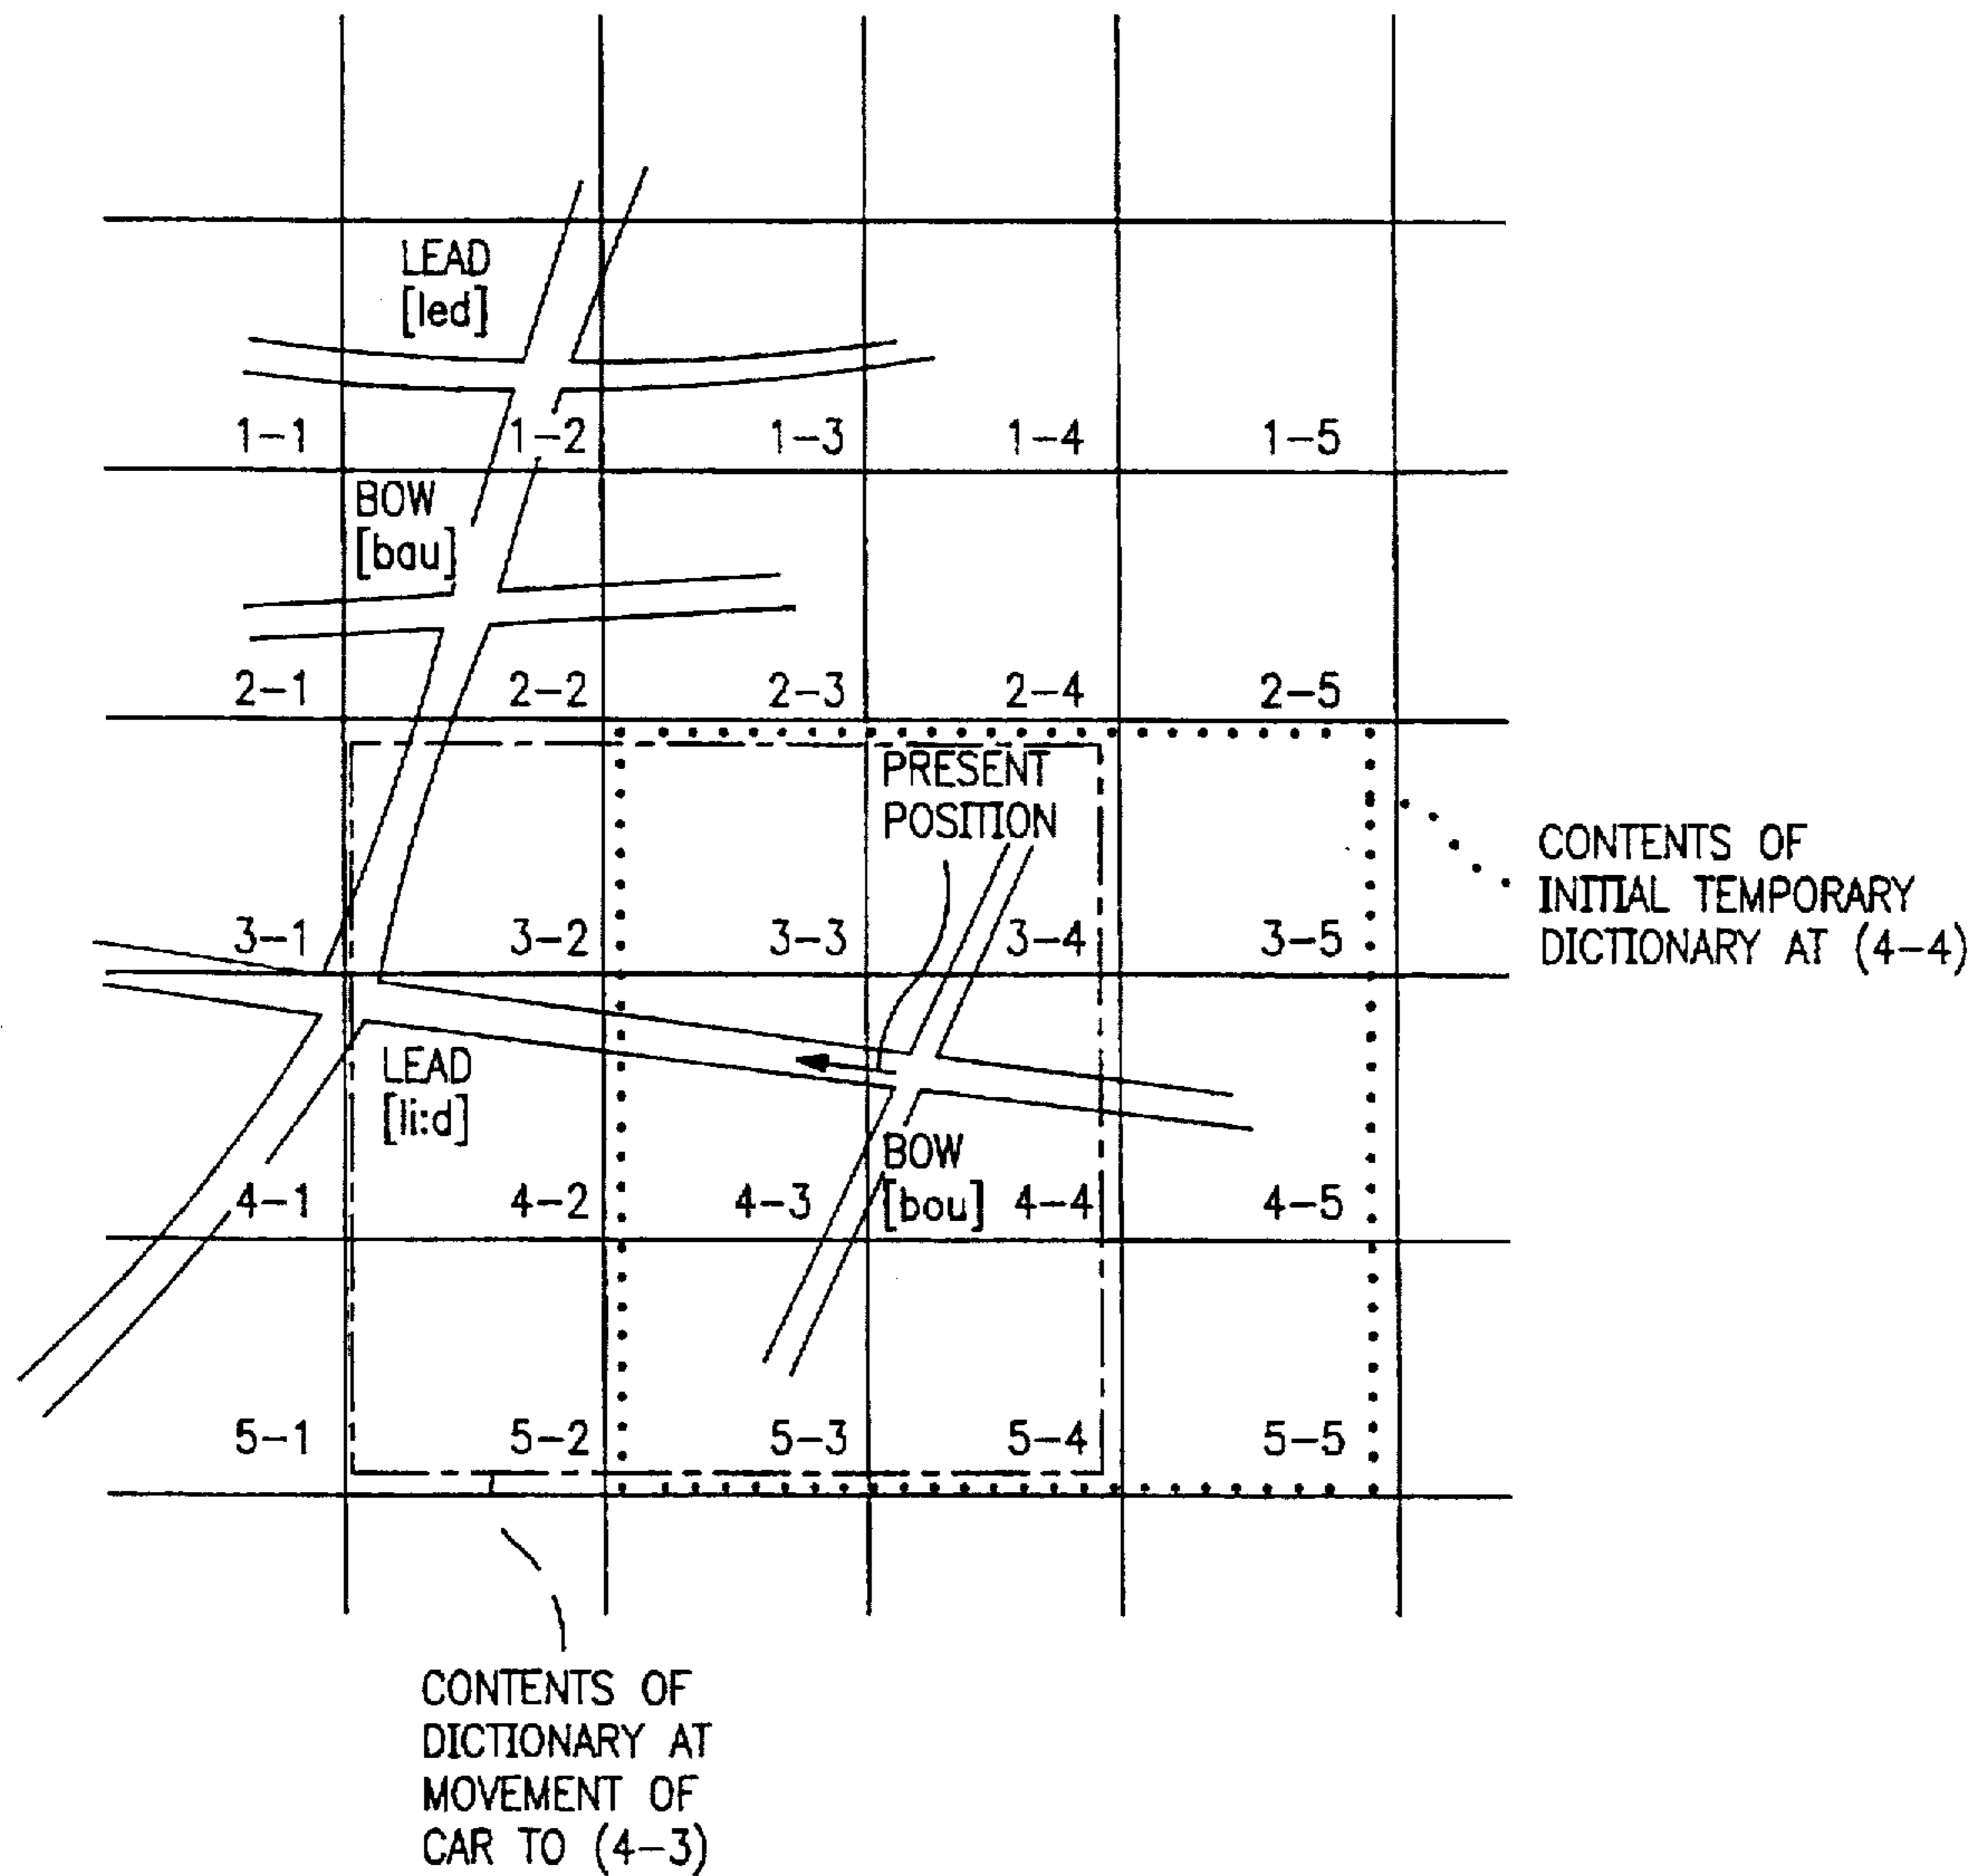 LEAD
[led]
1-1 1-2 1-3 1-4 1-5
BOW
[bau]
2-1 2-2 2-3 2-4 2-5
PRESENT
POSITION
CONTENTS OF
INITIAL TEMPORARY
DICTIONARY AT (4-4)
3-1 3-2 3-3 3-4 3-5
LEAD
[li:d]
BOW
[bou]
4-1 4-2 4-3 4-4 4-5
5-1 5-2 5-3 5-4 5-5
CONTENTS OF
DICTIONARY AT
MOVEMENT OF
CAR TO (4-3)